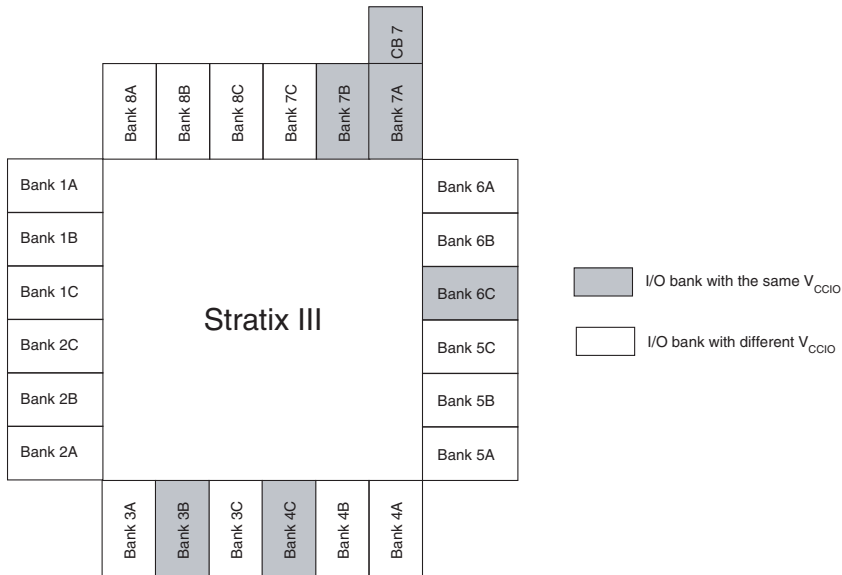 CB 7
Bank 8A
Bank 8B
Bank 8C
Bank 7C
Bank 7B
Bank 7A
Bank 1A
Bank 1B
Bank 1C
Bank 2C
Bank 2B
Bank 2A
Stratix III
Bank 6A
Bank 6B
Bank 6C
Bank 5C
Bank 5B
Bank 5A
I/O bank with the same VCCIO
I/O bank with different VCCIO
Bank 3A
Bank 3B
Bank 3C
Bank 4C
Bank 4B
Bank 4A